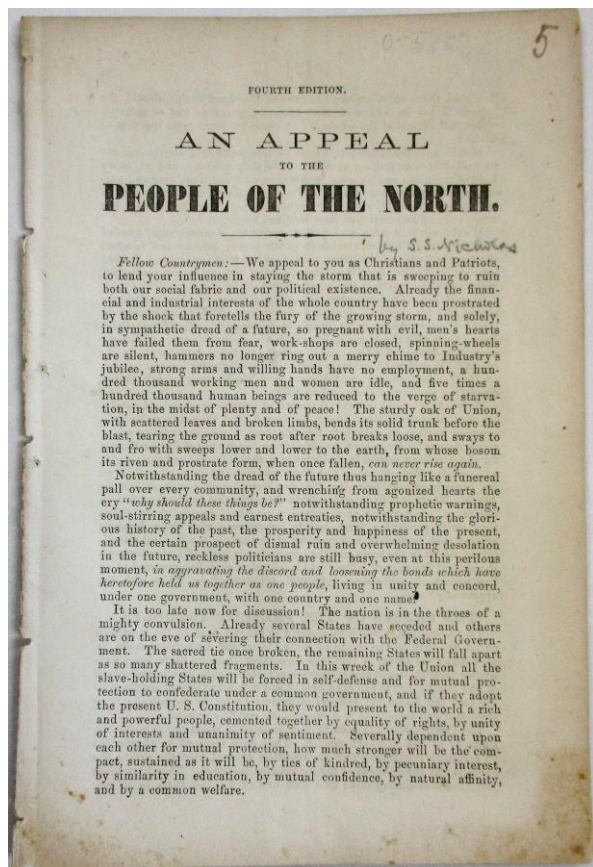 5
FOURTH EDITION.
AN APPEAL
TO THE
PEOPLE OF THE NORTH.
by S. S. Nicholas
Fellow Countrymen:—We appeal to you as Christians and Patriots,
to lend your influence in staying the storm that is sweeping to ruin
both our social fabric and our political existence. Already the finan-
cial and industrial interests of the whole country have been prostrated
by the shock that foretells the fury of the growing storm, and solely,
in sympathetic dread of a future, so pregnant with evil, men's hearts
have failed them from fear, work-shops are closed, spinning-wheels
are silent, hammers no longer ring out a merry chime to Industry's
jubilee, strong arms and willing hands have no employment, a hun-
dred thousand working men and women are idle, and five times a
hundred thousand human beings are reduced to the verge of starva-
tion, in the midst of plenty and of peace! The sturdy oak of Union,
with scattered leaves and broken limbs, bends its solid trunk before the
blast, tearing the ground as root after root breaks loose, and sways to
and fro with sweeps lower and lower to the earth, from whose bosom
its riven and prostrate form, when once fallen, can never rise again.
Notwithstanding the dread of the future thus hanging like a funereal
pall over every community, and wrenching from agonized hearts the
cry "why should these things be?" notwithstanding prophetic warnings,
soul-stirring appeals and earnest entreaties, notwithstanding the glori-
ous history of the past, the prosperity and happiness of the present,
and the certain prospect of dismal ruin and overwhelming desolation
in the future, reckless politicians are still busy, even at this perilous
moment, in aggravating the discord and loosening the bonds which have
heretofore held us together as one people, living in unity and concord,
under one government, with one country and one name!
It is too late now for discussion! The nation is in the throes of a
mighty convulsion. Already several States have seceded and others
are on the eve of severing their connection with the Federal Govern-
ment. The sacred tie once broken, the remaining States will fall apart
as so many shattered fragments. In this wreck of the Union all the
slave-holding States will be forced in self-defense and for mutual pro-
tection to confederate under a common government, and if they adopt
the present U. S. Constitution, they would present to the world a rich
and powerful people, cemented together by equality of rights, by unity
of interests and unanimity of sentiment. Severally dependent upon
each other for mutual protection, how much stronger will be the com-
pact, sustained as it will be, by ties of kindred, by pecuniary interest,
by similarity in education, by mutual confidence, by natural affinity,
and by a common welfare.